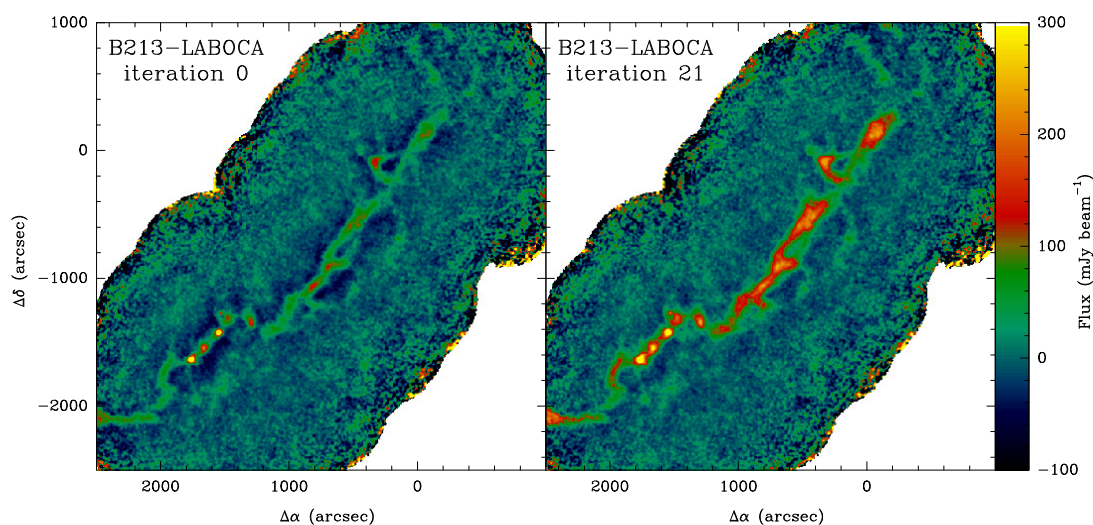 B213-LABOCA
iteration 0
B213-LABOCA
iteration 21
1000
0
−1000
−2000
Δδ (arcsec)
2000
1000
0
2000
1000
0
Δα (arcsec)
Δα (arcsec)
300
200
100
0
−100
Flux (mJy beam⁻¹)